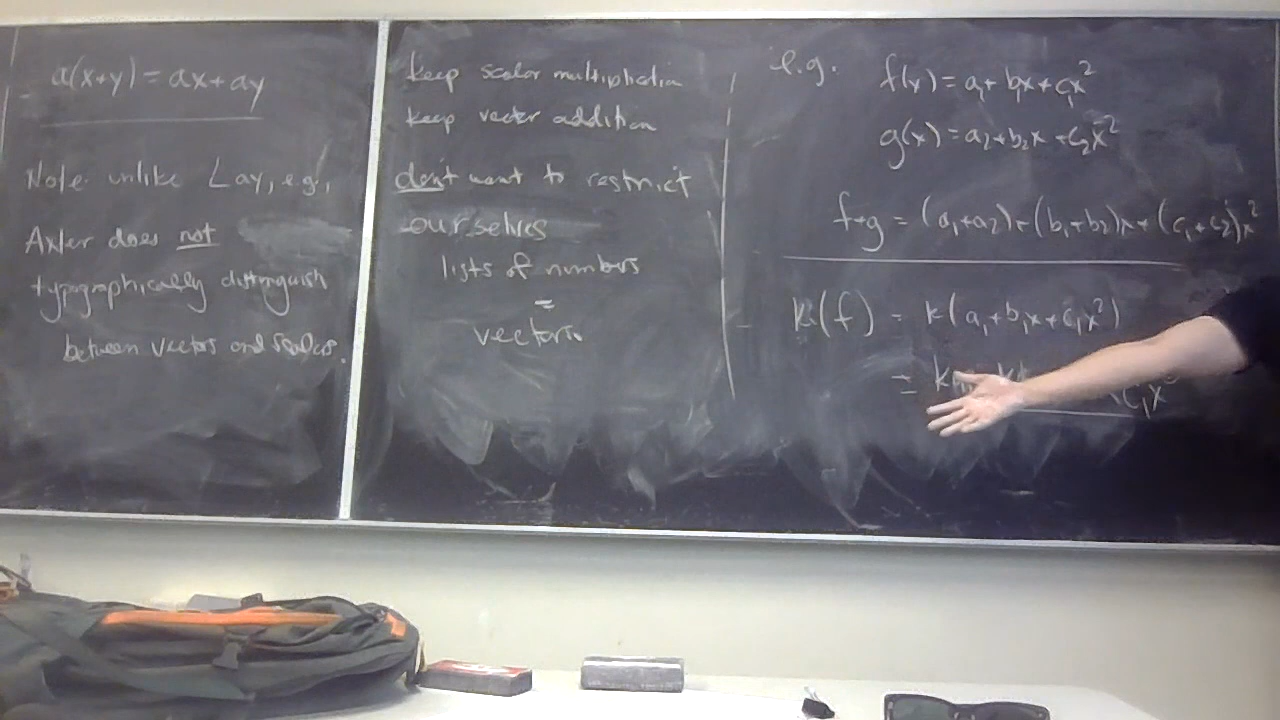 a(x+y) = ax + ay
Note unlike Lay, e.g.,
Axler does not
typographically distinguish
between vectors and scalars.
keep scalar multiplication
keep vector addition
don't want to restrict
ourselves
lists of numbers
=
vectors.
e.g. f(x) = a₁ + b₁x + c₁x²
g(x) = a₂ + b₂x + c₂x²
f+g = (a₁+a₂) + (b₁+b₂)x + (c₁+c₂)x²
k(f) = k(a₁+b₁x+c₁x²)
= k c₁x